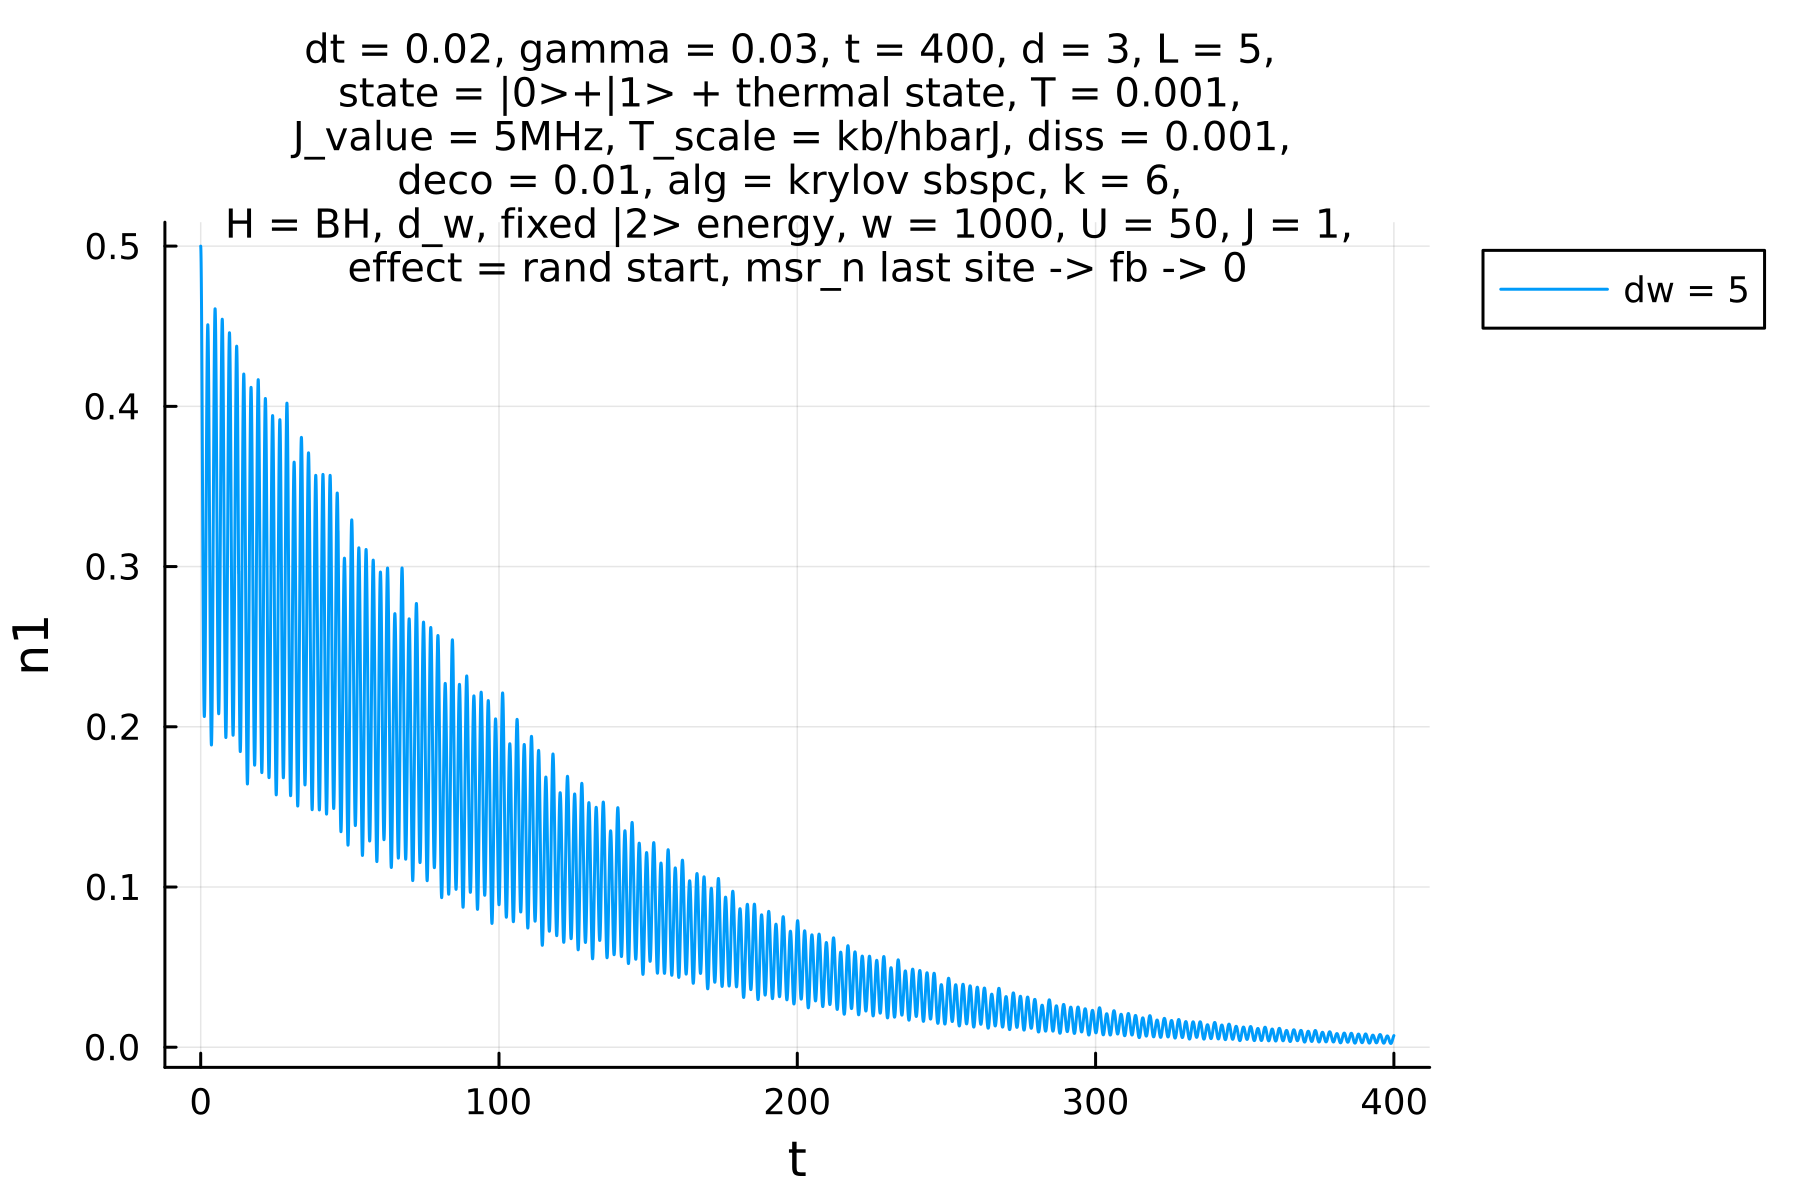 dt = 0.02, gamma = 0.03, t = 400, d = 3, L = 5,
state = |0>+|1> + thermal state, T = 0.001,
J_value = 5MHz, T_scale = kb/hbarJ, diss = 0.001,
deco = 0.01, alg = krylov sbspc, k = 6,
H = BH, d_w, fixed |2> energy, w = 1000, U = 50, J = 1,
effect = rand start, msr_n last site -> fb -> 0
dw = 5
n1
0.5
0.4
0.3
0.2
0.1
0.0
0 100 200 300 400
t